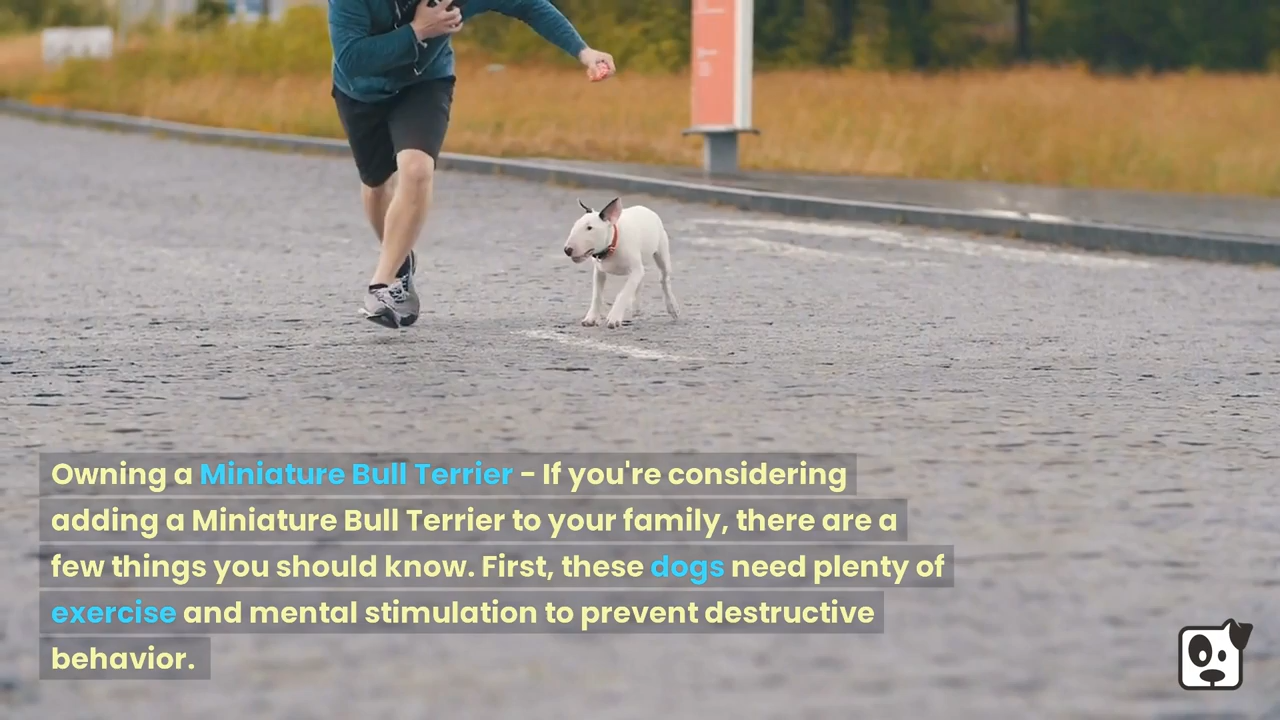 Owning a Miniature Bull Terrier - If you're considering
adding a Miniature Bull Terrier to your family, there are a
few things you should know. First, these dogs need plenty of
exercise and mental stimulation to prevent destructive
behavior.